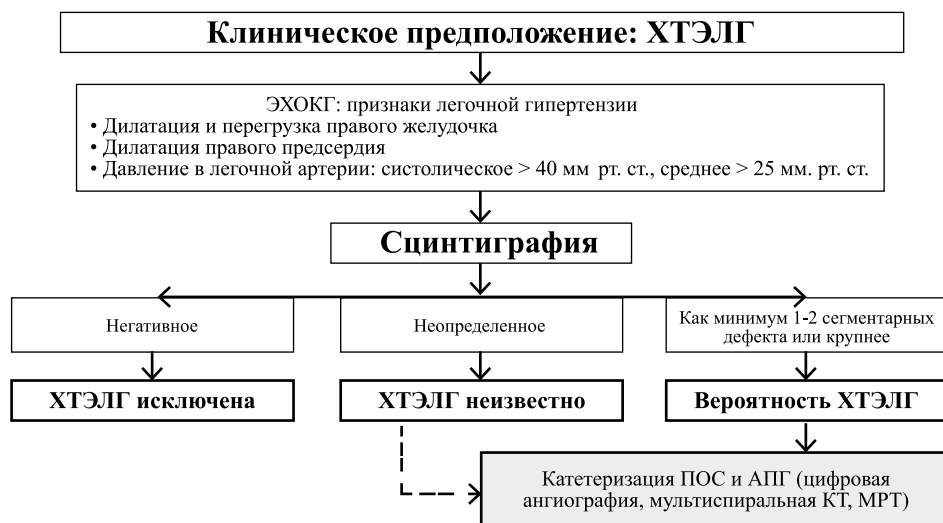 Клиническое предположение: ХТЭЛГ
ЭХОКГ: признаки легочной гипертензии
• Дилатация и перегрузка правого желудочка
• Дилатация правого предсердия
• Давление в легочной артерии: систолическое > 40 мм рт. ст., среднее > 25 мм. рт. ст.
Сцинтиграфия
Негативное
Неопределенное
Как минимум 1-2 сегментарных
дефекта или крупнее
ХТЭЛГ исключена
ХТЭЛГ неизвестно
Вероятность ХТЭЛГ
Катетеризация ПОС и АПГ (цифровая
ангиография, мультиспиральная КТ, МРТ)